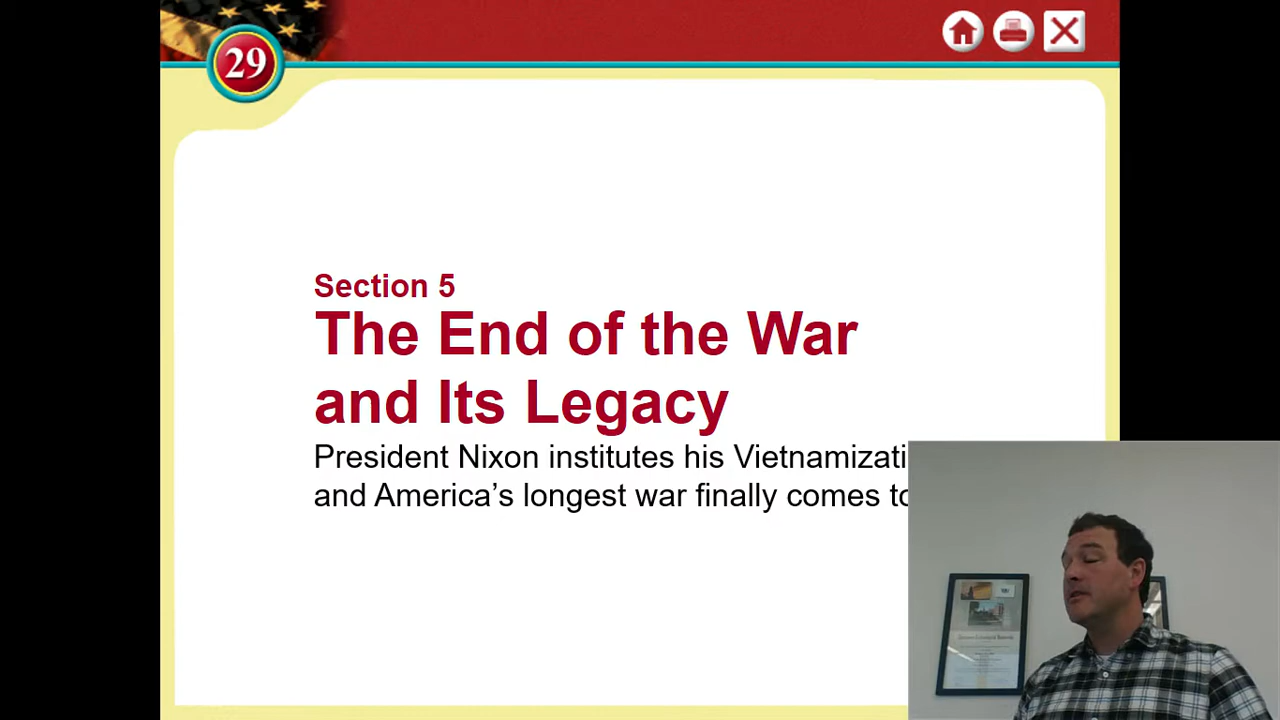 29
Section 5
The End of the War
and Its Legacy
President Nixon institutes his Vietnamizati
and America's longest war finally comes to